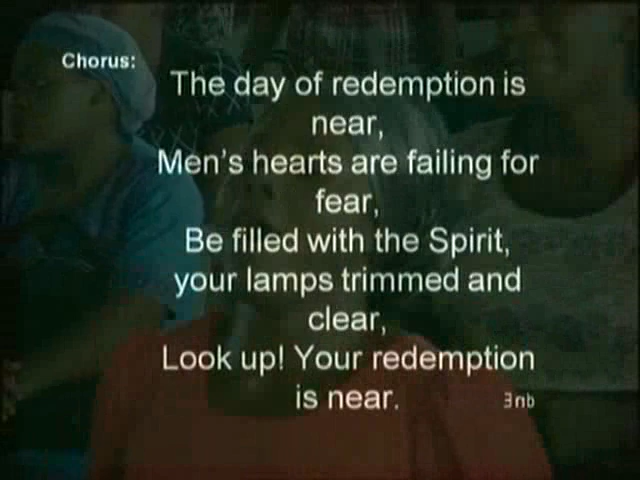 Chorus:
The day of redemption is
near,
Men's hearts are failing for
fear,
Be filled with the Spirit,
your lamps trimmed and
clear,
Look up! Your redemption
is near.
3nb